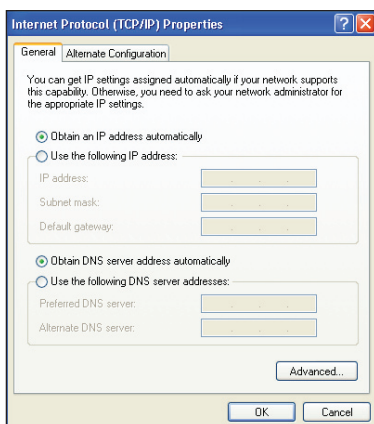 Internet Protocol (TCP/IP) Properties
General
Alternate Configuration
You can get IP settings assigned automatically if your network supports
this capability. Otherwise, you need to ask your network administrator for
the appropriate IP settings.
Obtain an IP address automatically
Use the following IP address:
IP address:
Subnet mask:
Default gateway:
Obtain DNS server address automatically
Use the following DNS server addresses:
Preferred DNS server:
Alternate DNS server:
Advanced...
OK
Cancel